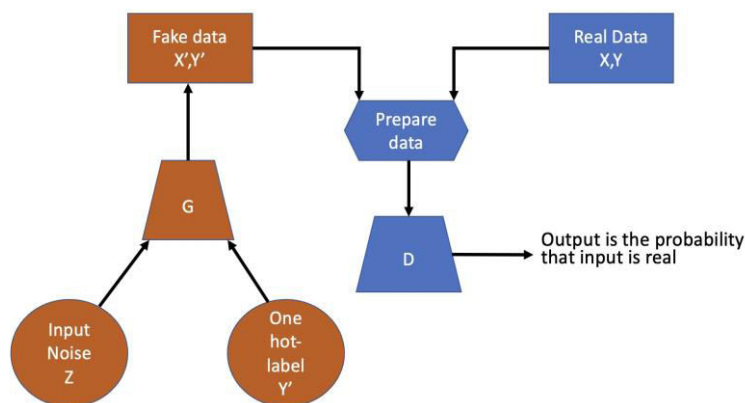 Fake data
X',Y'
Real Data
X,Y
Prepare
data
G
D
Output is the probability
that input is real
Input
Noise
Z
One
hot-
label
Y'